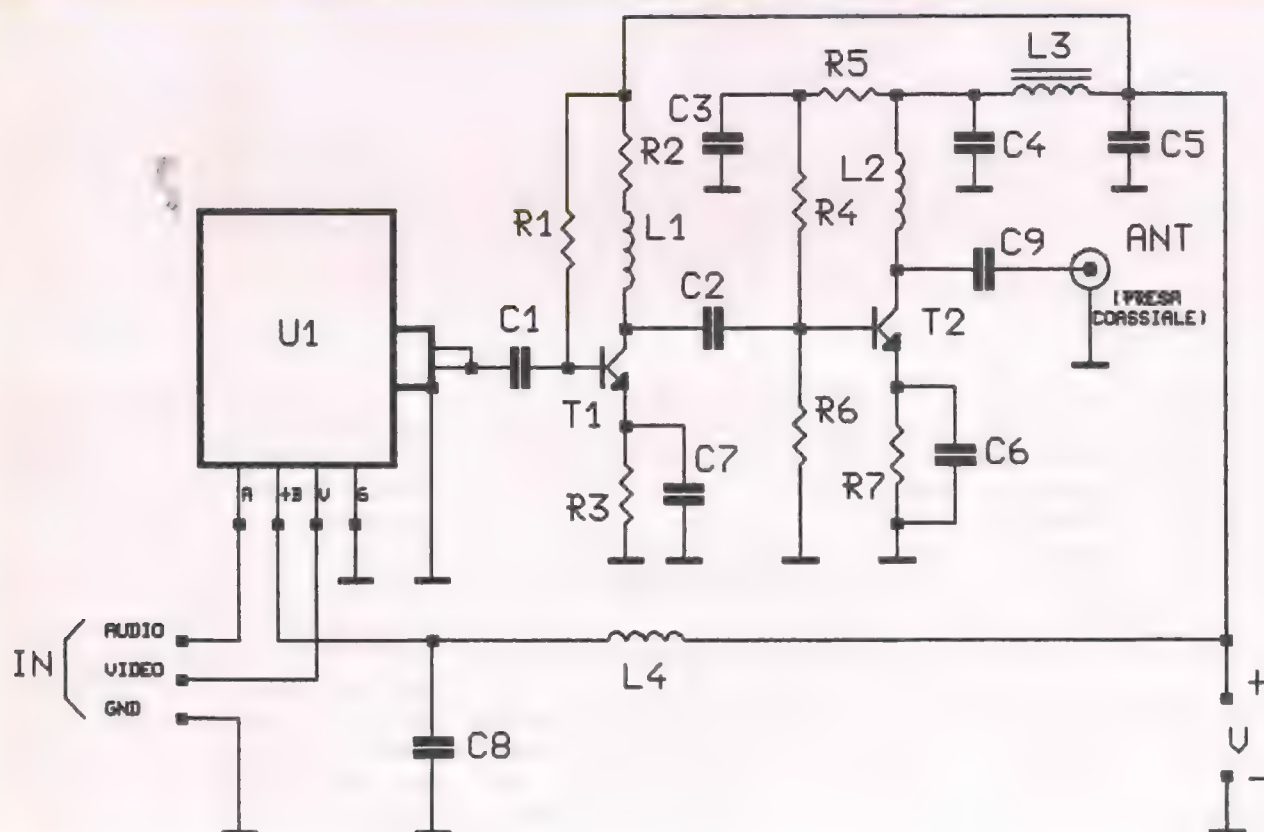 L3
R5
C3
R2
C4
C5
L2
R1
L1
R4
ANT
C9
C2
(PRESA
COASSIALE)
U1
C1
T2
T1
R6
C7
C6
R7
R3
A +B V G
AUDIO
IN
VIDEO
GND
L4
+
C8
V
-